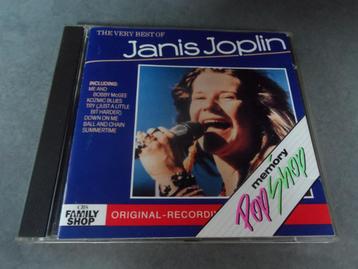 THE VERY BEST OF
Janis Joplin
INCLUDING:
ME AND
BOBBY McGEE
KOZMIC BLUES
TRY (JUST A LITTLE
BIT HARDER)
DOWN ON ME
BALL AND CHAIN
SUMMERTIME
memory
Pop Shop
CBS
FAMILY
SHOP
ORIGINAL-RECORDI